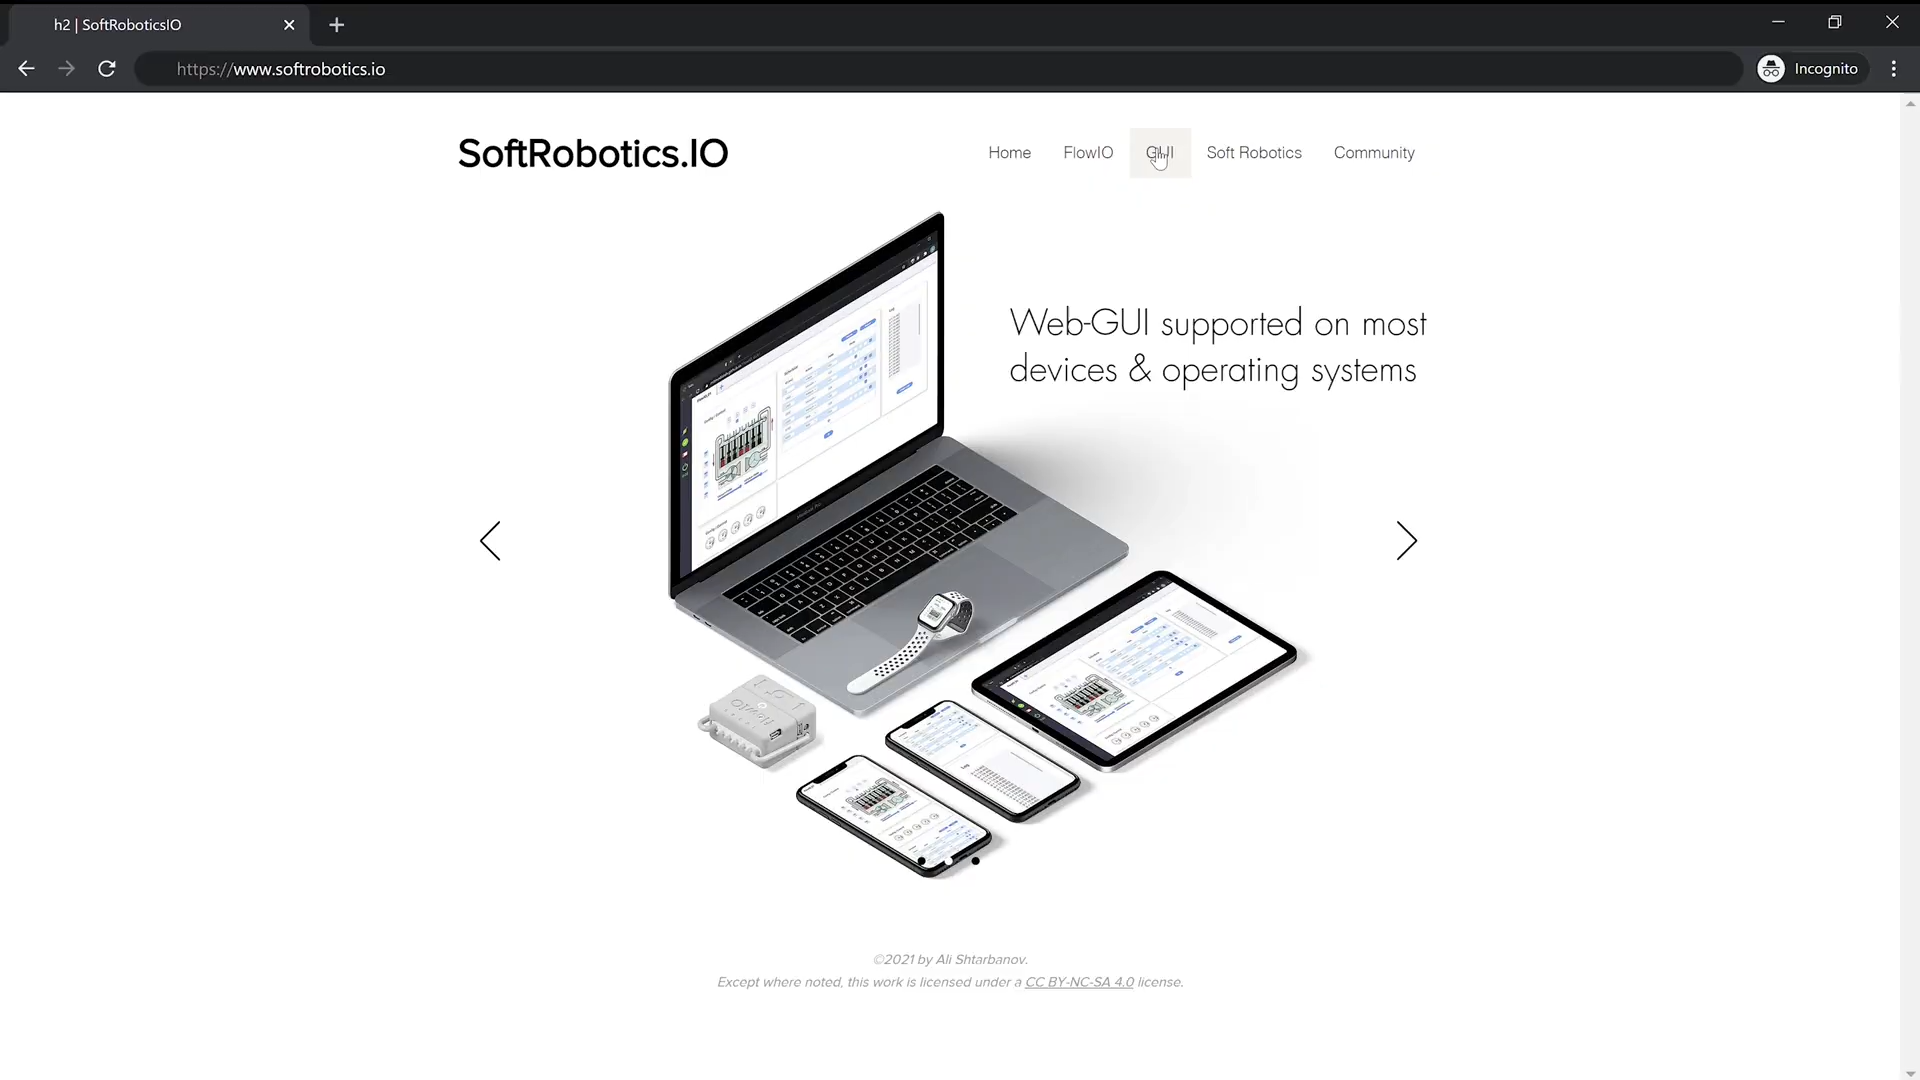 h2 | SoftRoboticsIO
https://www.softrobotics.io
Incognito
SoftRobotics.IO
Home
FlowIO
GUI
Soft Robotics
Community
Web-GUI supported on most
devices & operating systems
FlowIO
©2021 by Ali Shtarbanov.
Except where noted, this work is licensed under a CC BY-NC-SA 4.0 license.